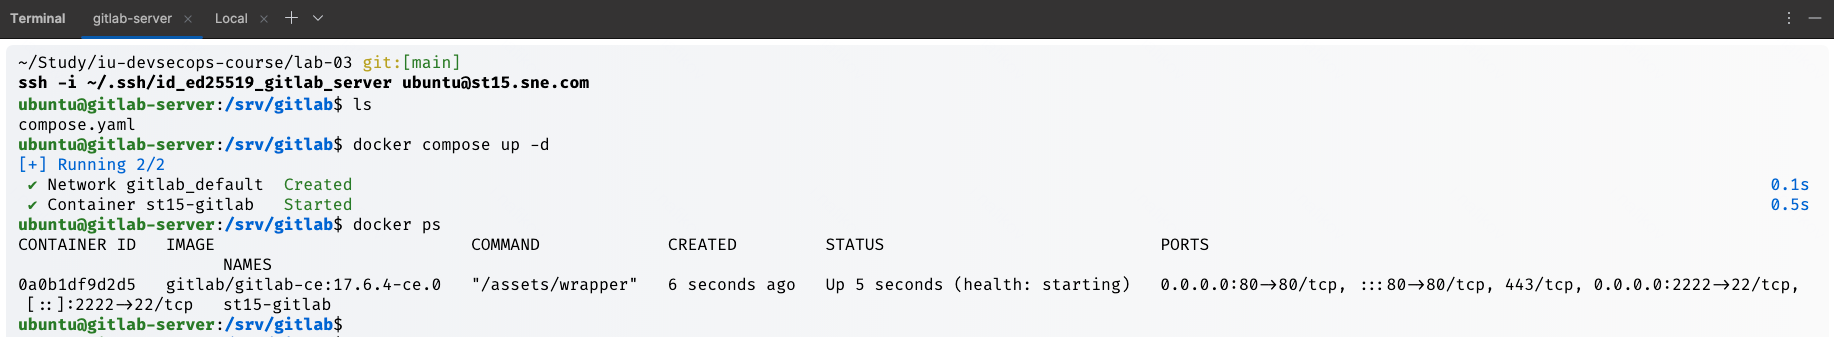 Terminal gitlab-server × Local × + ⌄ ⋮ —
~/Study/iu-devsecops-course/lab-03 git:[main]
ssh -i ~/.ssh/id_ed25519_gitlab_server ubuntu@st15.sne.com
ubuntu@gitlab-server:/srv/gitlab$ ls
compose.yaml
ubuntu@gitlab-server:/srv/gitlab$ docker compose up -d
[+] Running 2/2
✔ Network gitlab_default Created 0.1s
✔ Container st15-gitlab Started 0.5s
ubuntu@gitlab-server:/srv/gitlab$ docker ps
CONTAINER ID IMAGE COMMAND CREATED STATUS PORTS
NAMES
0a0b1df9d2d5 gitlab/gitlab-ce:17.6.4-ce.0 "/assets/wrapper" 6 seconds ago Up 5 seconds (health: starting) 0.0.0.0:80->80/tcp, :::80->80/tcp, 443/tcp, 0.0.0.0:2222->22/tcp,
[::]:2222->22/tcp st15-gitlab
ubuntu@gitlab-server:/srv/gitlab$